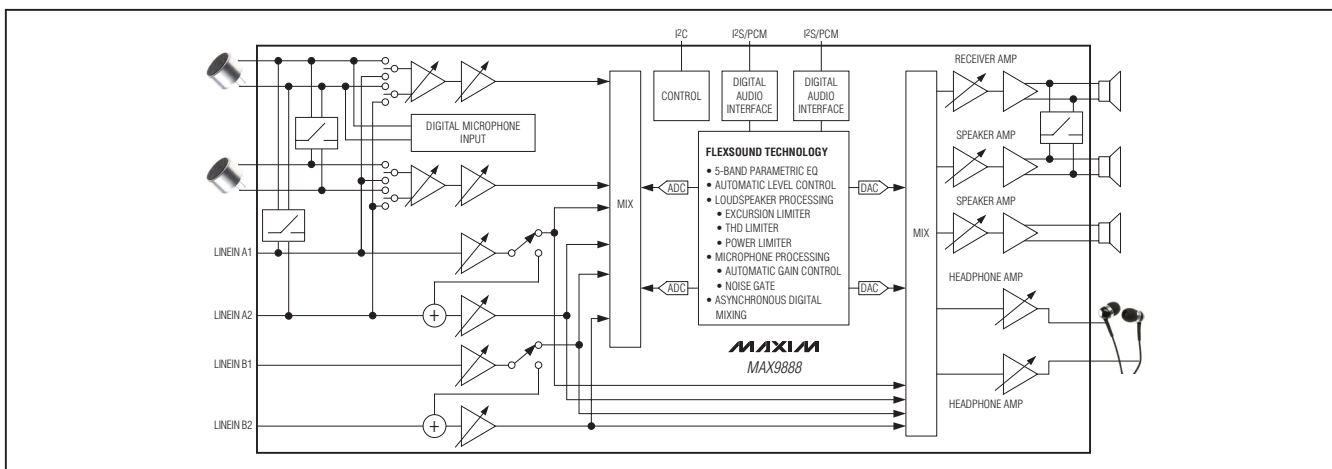 I²C
I²S/PCM
I²S/PCM
CONTROL
DIGITAL
AUDIO
INTERFACE
DIGITAL
AUDIO
INTERFACE
RECEIVER AMP
DIGITAL MICROPHONE
INPUT
FLEXSOUND TECHNOLOGY
• 5-BAND PARAMETRIC EQ
• AUTOMATIC LEVEL CONTROL
• LOUDSPEAKER PROCESSING
• EXCURSION LIMITER
• THD LIMITER
• POWER LIMITER
• MICROPHONE PROCESSING
• AUTOMATIC GAIN CONTROL
• NOISE GATE
• ASYNCHRONOUS DIGITAL
MIXING
ADC
DAC
ADC
DAC
MIX
MIX
SPEAKER AMP
SPEAKER AMP
HEADPHONE AMP
HEADPHONE AMP
LINEIN A1
LINEIN A2
+
LINEIN B1
LINEIN B2
+
MAXIM
MAX9888